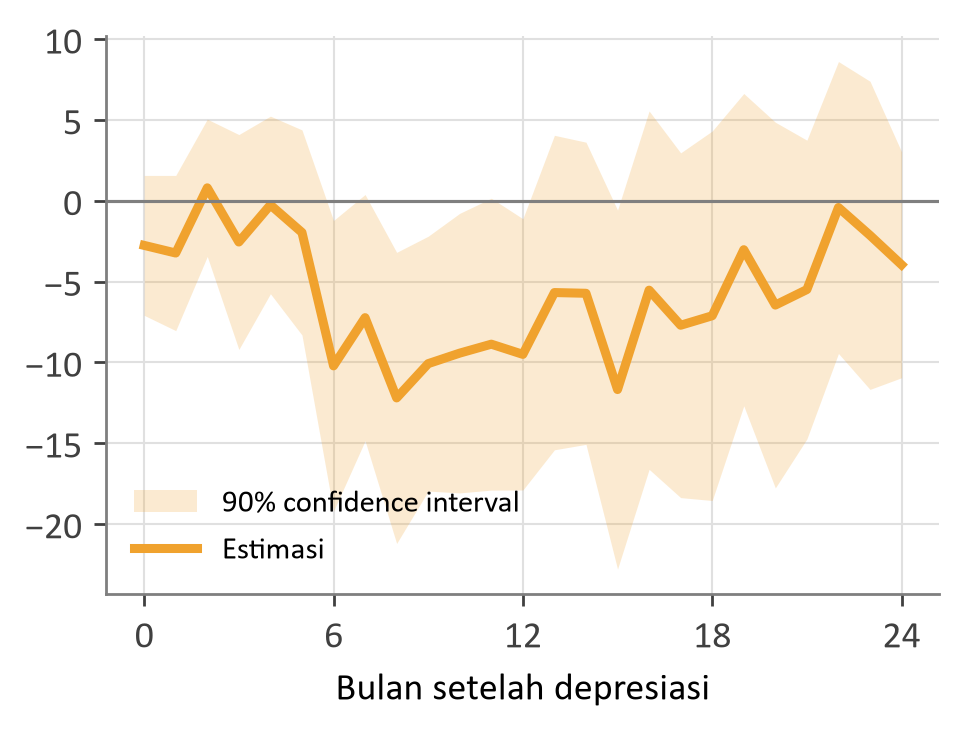 10
5
0
−5
−10
−15
−20
90% confidence interval
Estimasi
0 6 12 18 24
Bulan setelah depresiasi